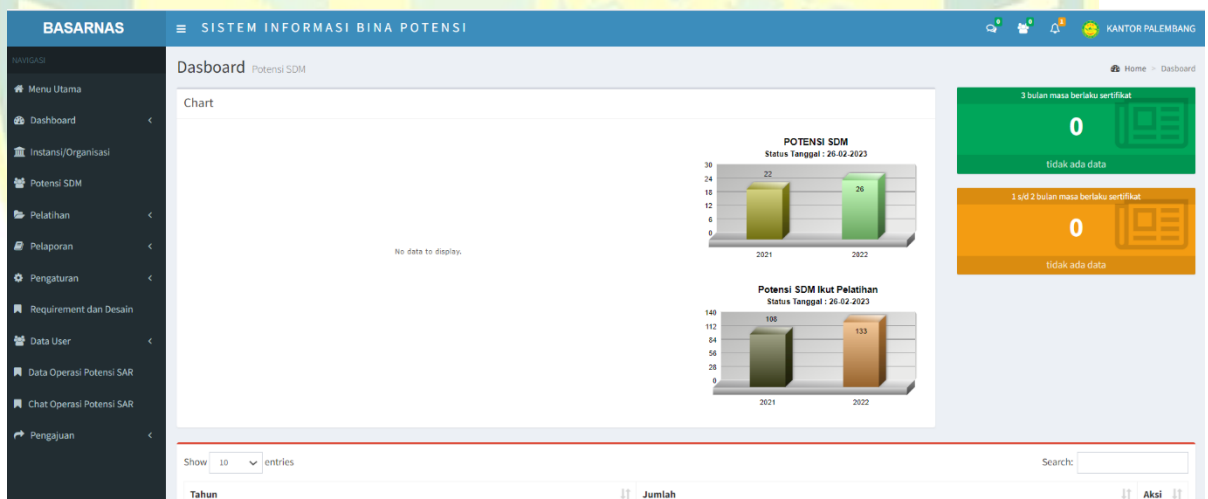 BASARNAS
SISTEM INFORMASI BINA POTENSI
0 0 1 KANTOR PALEMBANG
NAVIGASI
Menu Utama
Dashboard
Instansi/Organisasi
Potensi SDM
Pelatihan
Pelaporan
Pengaturan
Requirement dan Desain
Data User
Data Operasi Potensi SAR
Chat Operasi Potensi SAR
Pengajuan
Dasboard Potensi SDM
Home > Dasboard
Chart
No data to display.
POTENSI SDM
Status Tanggal : 26-02-2023
30
24
18
12
6
0
22
26
2021 2022
Potensi SDM Ikut Pelatihan
Status Tanggal : 26-02-2023
140
112
84
56
28
0
133
2021 2022
3 bulan masa berlaku sertifikat
0
tidak ada data
1 s/d 2 bulan masa berlaku sertifikat
0
tidak ada data
Show 10 entries
Search:
Tahun Jumlah Aksi